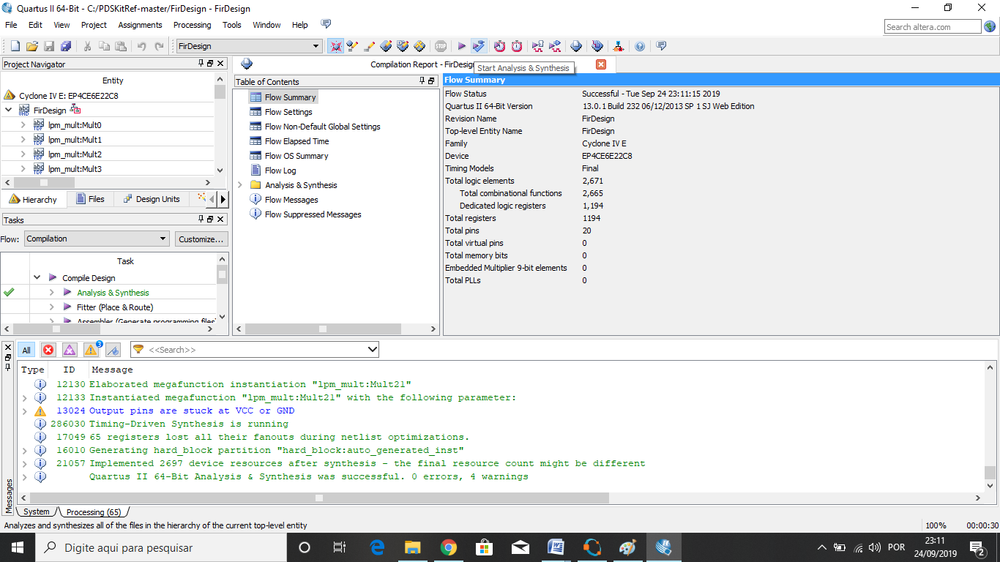 Quartus II 64-Bit - C:/PDSKitRef-master/FirDesign - FirDesign
File Edit View Project Assignments Processing Tools Window Help
Search altera.com
FirDesign
STOP
Project Navigator
Compilation Report - FirDesign
Start Analysis & Synthesis
Entity
Cyclone IV E: EP4CE6E22C8
FirDesign
lpm_mult:Mult0
lpm_mult:Mult1
lpm_mult:Mult2
lpm_mult:Mult3
Hierarchy Files Design Units
Tasks
Flow: Compilation Customize...
Task
Compile Design
Analysis & Synthesis
Fitter (Place & Route)
Assembler (Generate programming files)
Table of Contents
Flow Summary
Flow Settings
Flow Non-Default Global Settings
Flow Elapsed Time
Flow OS Summary
Flow Log
Analysis & Synthesis
Flow Messages
Flow Suppressed Messages
Flow Summary
Flow Status Successful - Tue Sep 24 23:11:15 2019
Quartus II 64-Bit Version 13.0.1 Build 232 06/12/2013 SP 1 SJ Web Edition
Revision Name FirDesign
Top-level Entity Name FirDesign
Family Cyclone IV E
Device EP4CE6E22C8
Timing Models Final
Total logic elements 2,671
Total combinational functions 2,665
Dedicated logic registers 1,194
Total registers 1194
Total pins 20
Total virtual pins 0
Total memory bits 0
Embedded Multiplier 9-bit elements 0
Total PLLs 0
All 3 <<Search>>
Type ID Message
12130 Elaborated megafunction instantiation "lpm_mult:Mult21"
12133 Instantiated megafunction "lpm_mult:Mult21" with the following parameter:
13024 Output pins are stuck at VCC or GND
286030 Timing-Driven Synthesis is running
17049 65 registers lost all their fanouts during netlist optimizations.
16010 Generating hard_block partition "hard_block:auto_generated_inst"
21057 Implemented 2697 device resources after synthesis - the final resource count might be different
Quartus II 64-Bit Analysis & Synthesis was successful. 0 errors, 4 warnings
Messages
System Processing (65)
Analyzes and synthesizes all of the files in the hierarchy of the current top-level entity 100% 00:00:30
Digite aqui para pesquisar
POR
23:11
24/09/2019
2